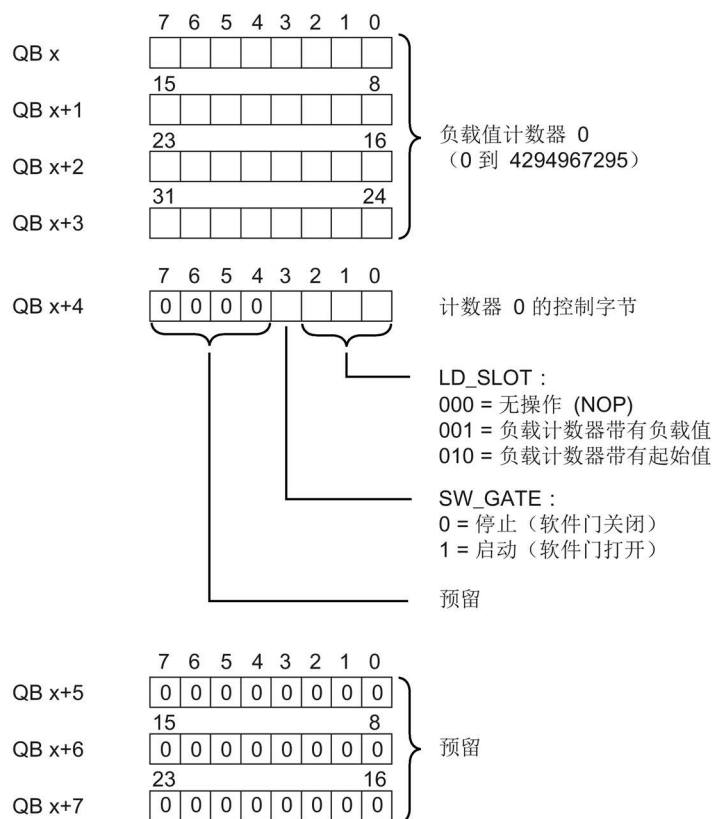 7 6 5 4 3 2 1 0
QB x
15 8
QB x+1
23 16
QB x+2
31 24
QB x+3
负载值计数器 0
（0 到 4294967295）
7 6 5 4 3 2 1 0
QB x+4 0 0 0 0 计数器 0 的控制字节
LD_SLOT：
000 = 无操作 (NOP)
001 = 负载计数器带有负载值
010 = 负载计数器带有起始值
SW_GATE：
0 = 停止（软件门关闭）
1 = 启动（软件门打开）
预留
7 6 5 4 3 2 1 0
QB x+5 0 0 0 0 0 0 0 0
15 8
QB x+6 0 0 0 0 0 0 0 0 预留
23 16
QB x+7 0 0 0 0 0 0 0 0